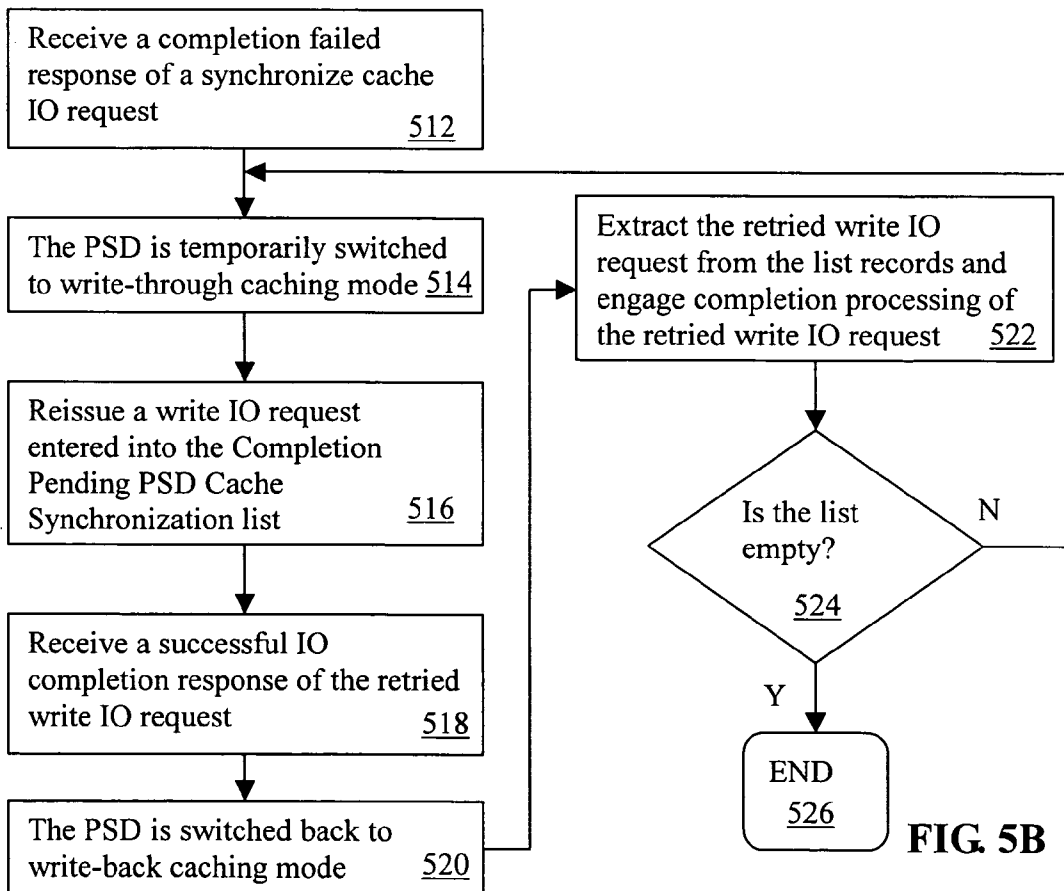 Receive a completion failed
response of a synchronize cache
IO request
512
The PSD is temporarily switched
to write-through caching mode 514
Reissue a write IO request
entered into the Completion
Pending PSD Cache
Synchronization list
516
Receive a successful IO
completion response of the retried
write IO request
518
The PSD is switched back to
write-back caching mode
520
Extract the retried write IO
request from the list records and
engage completion processing of
the retried write IO request
522
Is the list
empty?
524
N
Y
END
526
FIG. 5B